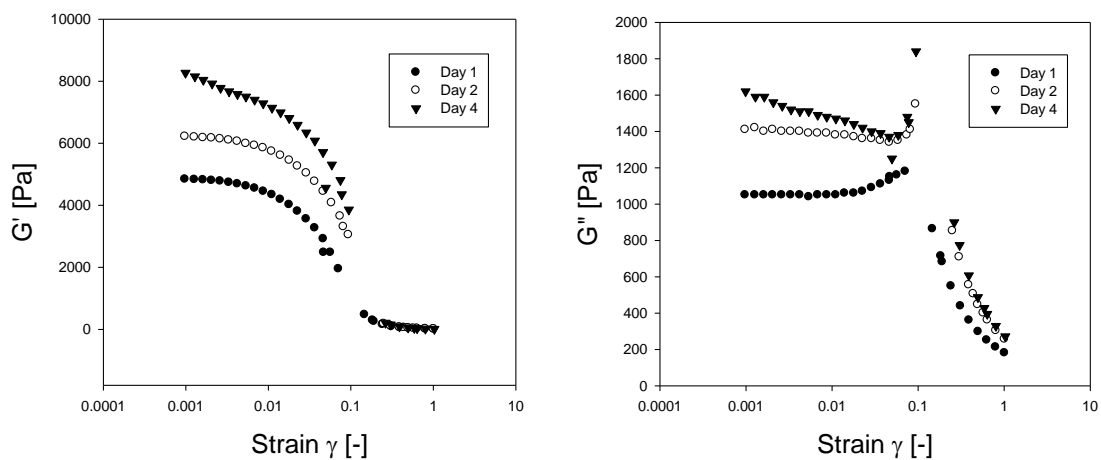 G' [Pa]
10000
8000
6000
4000
2000
0
Day 1
Day 2
Day 4
0.0001 0.001 0.01 0.1 1 10
Strain γ [-]
G'' [Pa]
2000
1800
1600
1400
1200
1000
800
600
400
200
0
Day 1
Day 2
Day 4
0.0001 0.001 0.01 0.1 1 10
Strain γ [-]